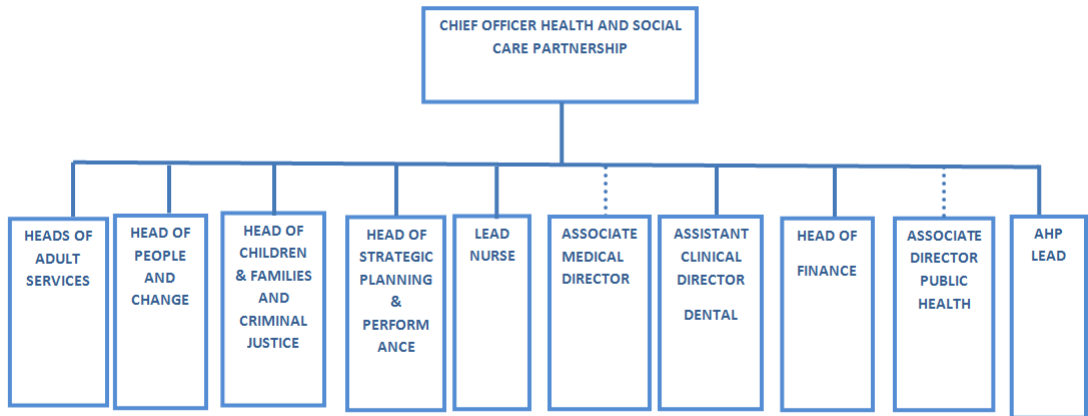 CHIEF OFFICER HEALTH AND SOCIAL
CARE PARTNERSHIP
HEADS OF
ADULT
SERVICES
HEAD OF
PEOPLE
AND
CHANGE
HEAD OF
CHILDREN
& FAMILIES
AND
CRIMINAL
JUSTICE
HEAD OF
STRATEGIC
PLANNING
&
PERFORM
ANCE
LEAD
NURSE
ASSOCIATE
MEDICAL
DIRECTOR
ASSISTANT
CLINICAL
DIRECTOR
DENTAL
HEAD OF
FINANCE
ASSOCIATE
DIRECTOR
PUBLIC
HEALTH
AHP
LEAD